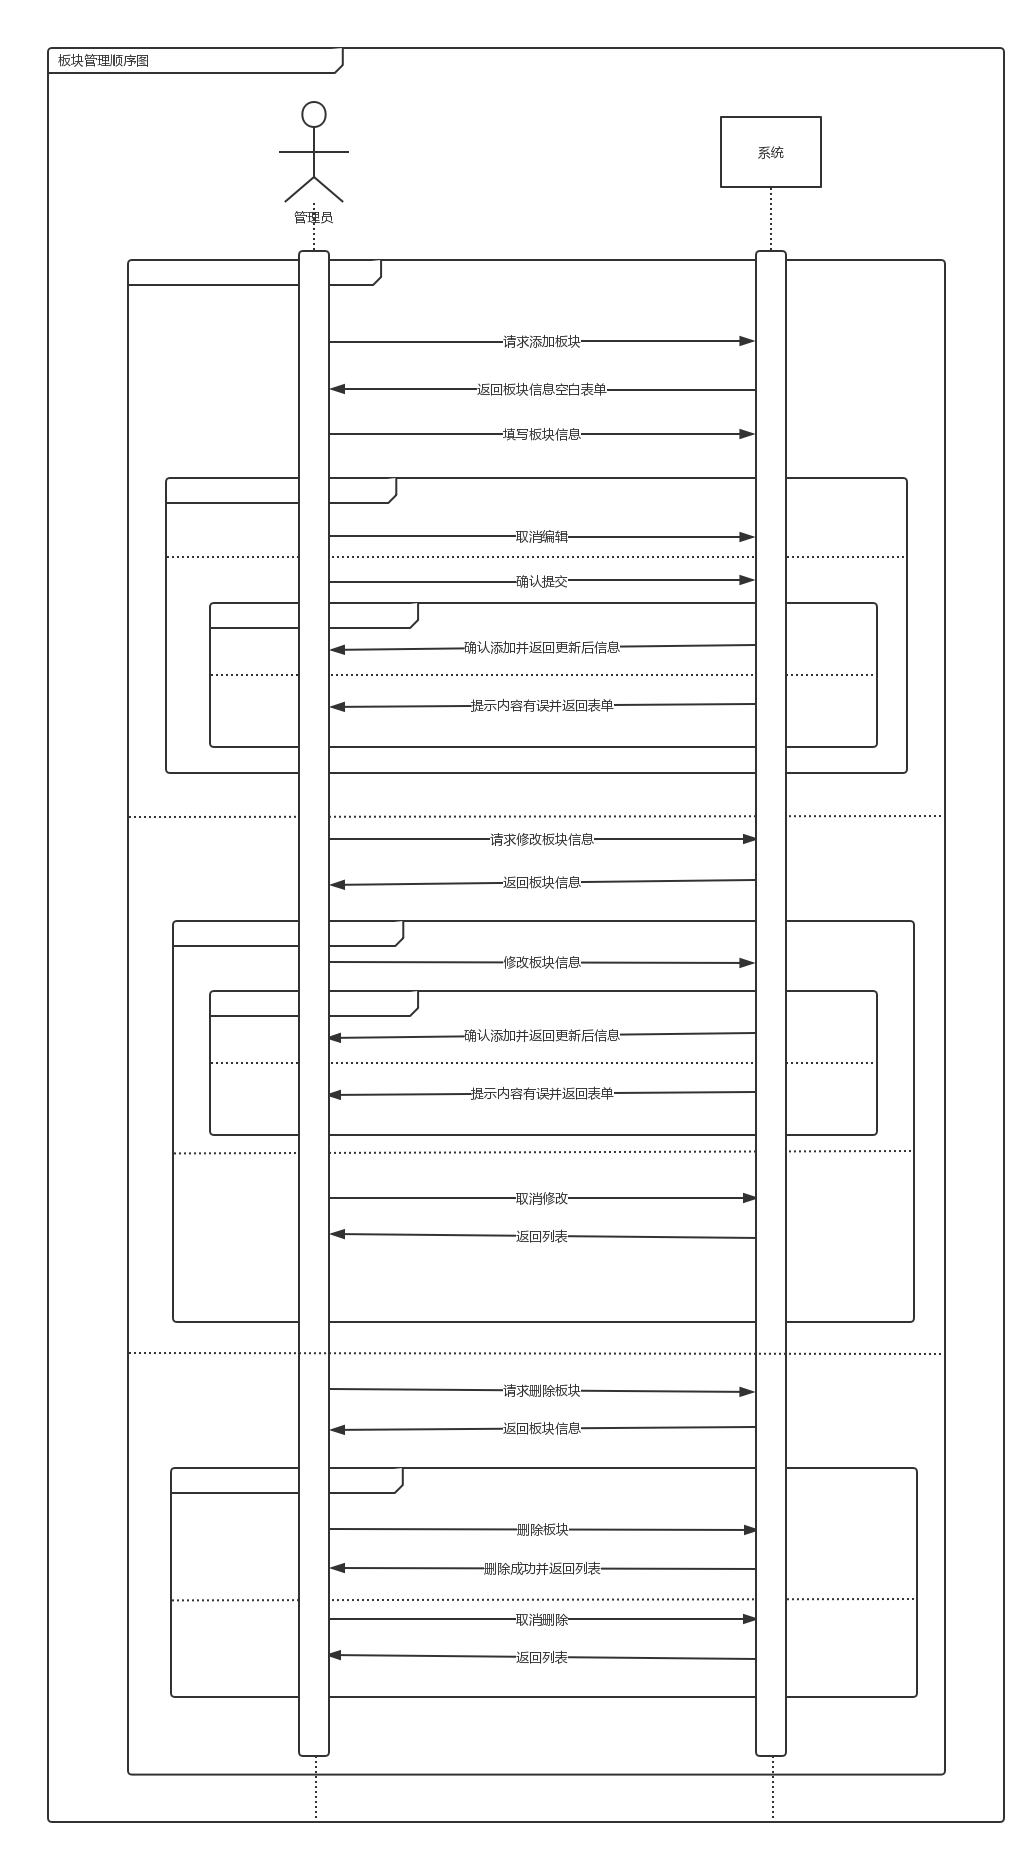 板块管理顺序图
系统
管理员
请求添加板块
返回板块信息空白表单
填写板块信息
取消编辑
确认提交
确认添加并返回更新后信息
提示内容有误并返回表单
请求修改板块信息
返回板块信息
修改板块信息
确认添加并返回更新后信息
提示内容有误并返回表单
取消修改
返回列表
请求删除板块
返回板块信息
删除板块
删除成功并返回列表
取消删除
返回列表